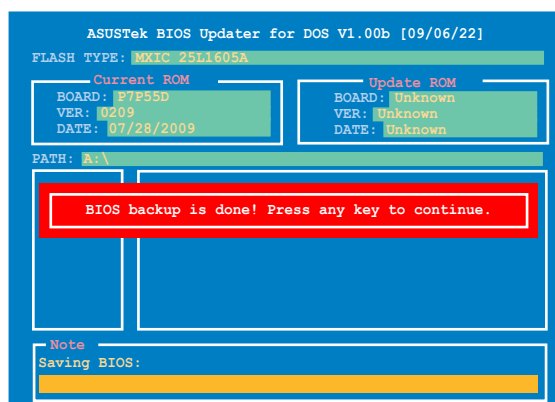 ASUSTek BIOS Updater for DOS V1.00b [09/06/22]
FLASH TYPE: MXIC 25L1605A
Current ROM
BOARD: P7P55D
VER: 0209
DATE: 07/28/2009
Update ROM
BOARD: Unknown
VER: Unknown
DATE: Unknown
PATH: A:\
BIOS backup is done! Press any key to continue.
Note
Saving BIOS: